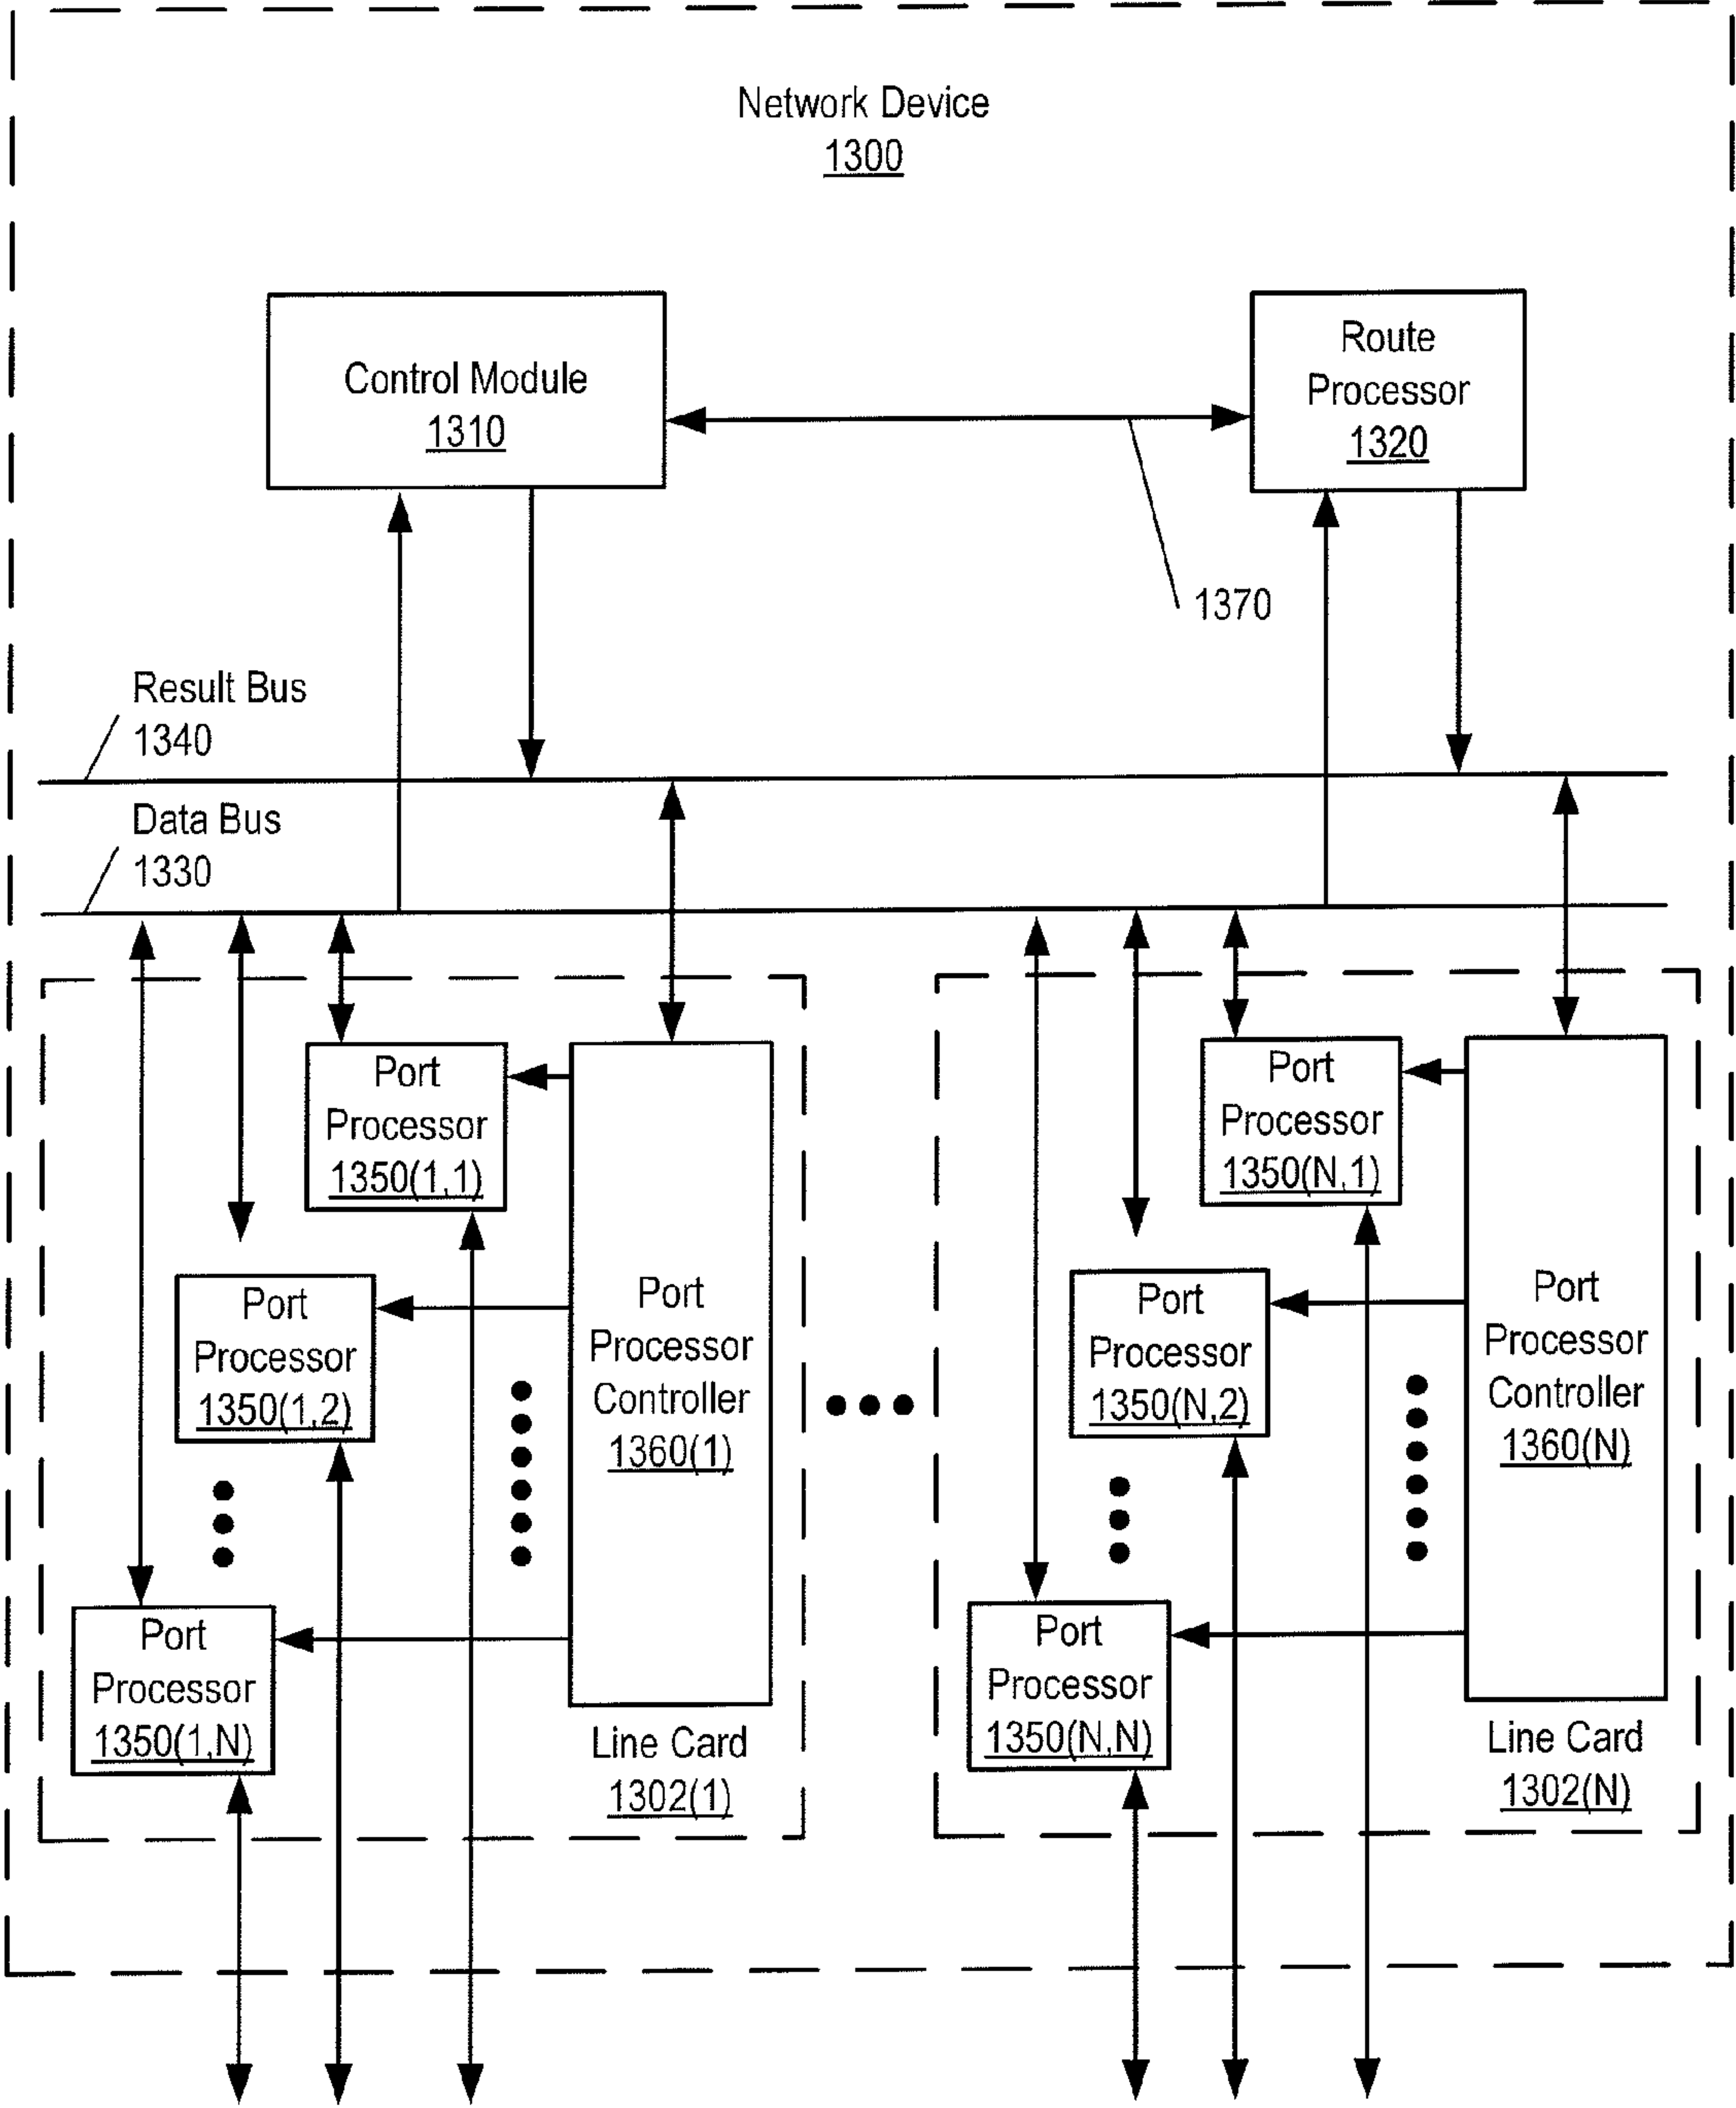 Network Device
1300
Control Module
1310
Route
Processor
1320
1370
Result Bus
1340
Data Bus
1330
Port
Processor
1350(1,1)
Port
Processor
1350(1,2)
Port
Processor
1350(1,N)
Port
Processor
Controller
1360(1)
Line Card
1302(1)
Port
Processor
1350(N,1)
Port
Processor
1350(N,2)
Port
Processor
1350(N,N)
Port
Processor
Controller
1360(N)
Line Card
1302(N)